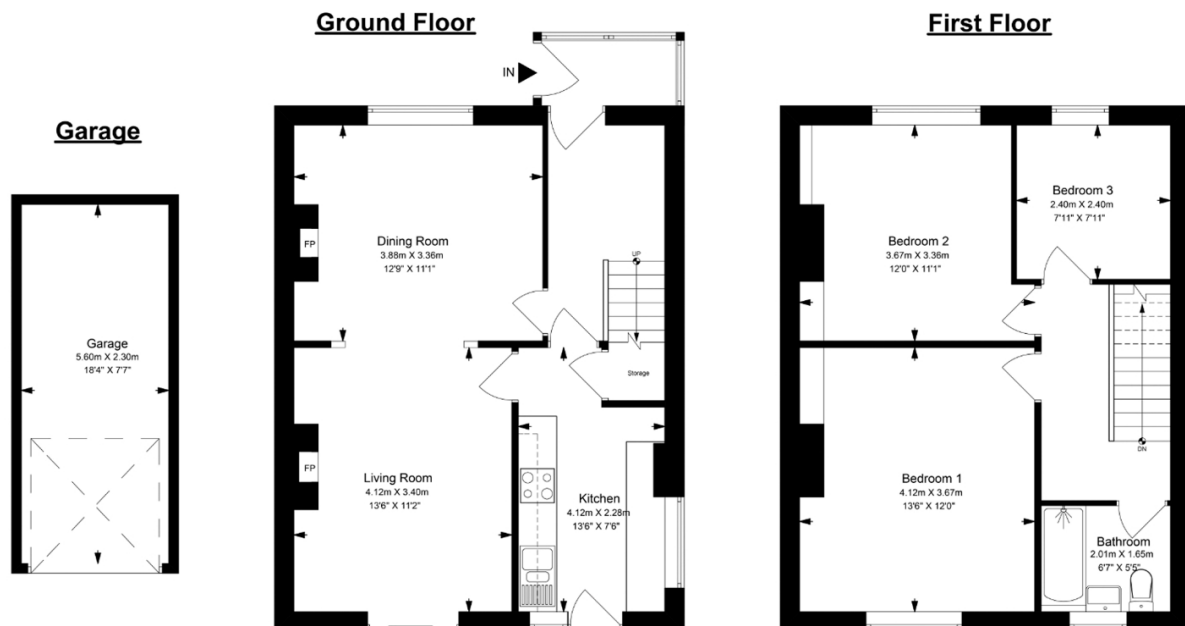 Ground Floor
First Floor
Garage
IN
Dining Room
3.88m X 3.36m
12'9" X 11'1"
FP
UP
Storage
Living Room
4.12m X 3.40m
13'6" X 11'2"
FP
Kitchen
4.12m X 2.28m
13'6" X 7'6"
Garage
5.60m X 2.30m
18'4" X 7'7"
Bedroom 3
2.40m X 2.40m
7'11" X 7'11"
Bedroom 2
3.67m X 3.36m
12'0" X 11'1"
Bedroom 1
4.12m X 3.67m
13'6" X 12'0"
DN
Bathroom
2.01m X 1.65m
6'7" X 5'5"